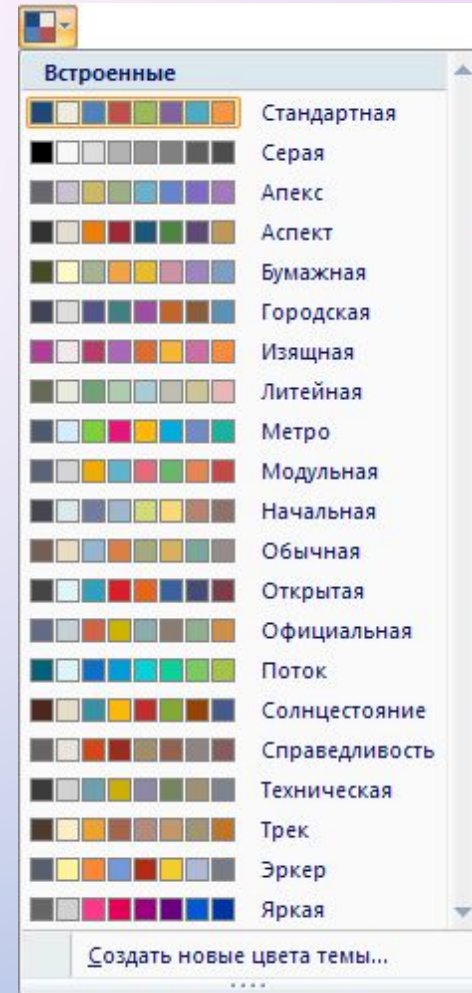 Встроенные
Стандартная
Серая
Апекс
Аспект
Бумажная
Городская
Изящная
Литейная
Метро
Модульная
Начальная
Обычная
Открытая
Официальная
Поток
Солнцестояние
Справедливость
Техническая
Трек
Эркер
Яркая
Создать новые цвета темы...